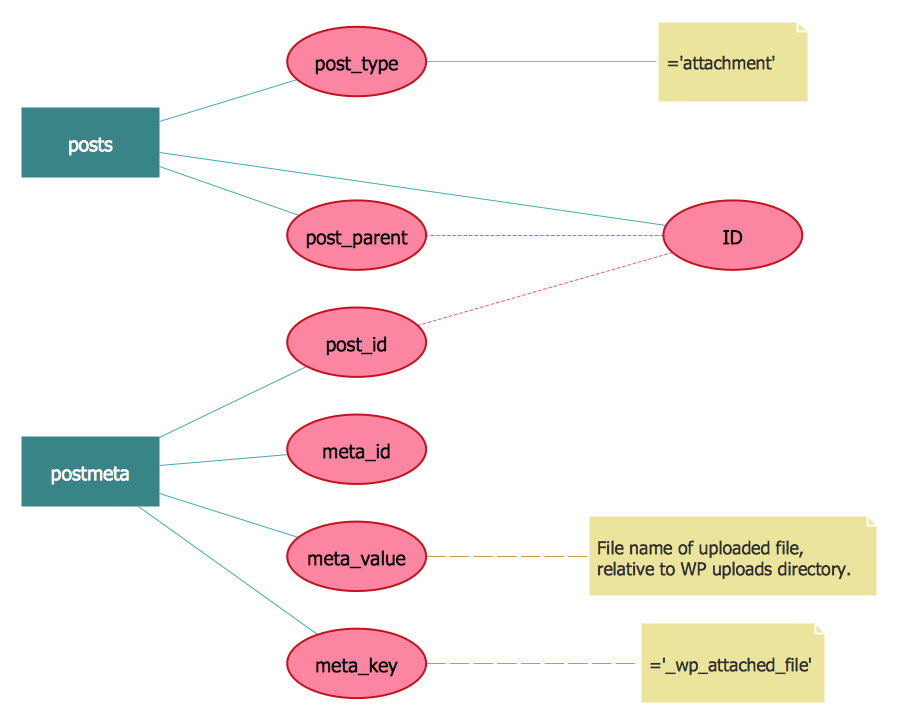 post_type
='attachment'
posts
post_parent
ID
post_id
meta_id
postmeta
meta_value
File name of uploaded file,
relative to WP uploads directory.
meta_key
='_wp_attached_file'